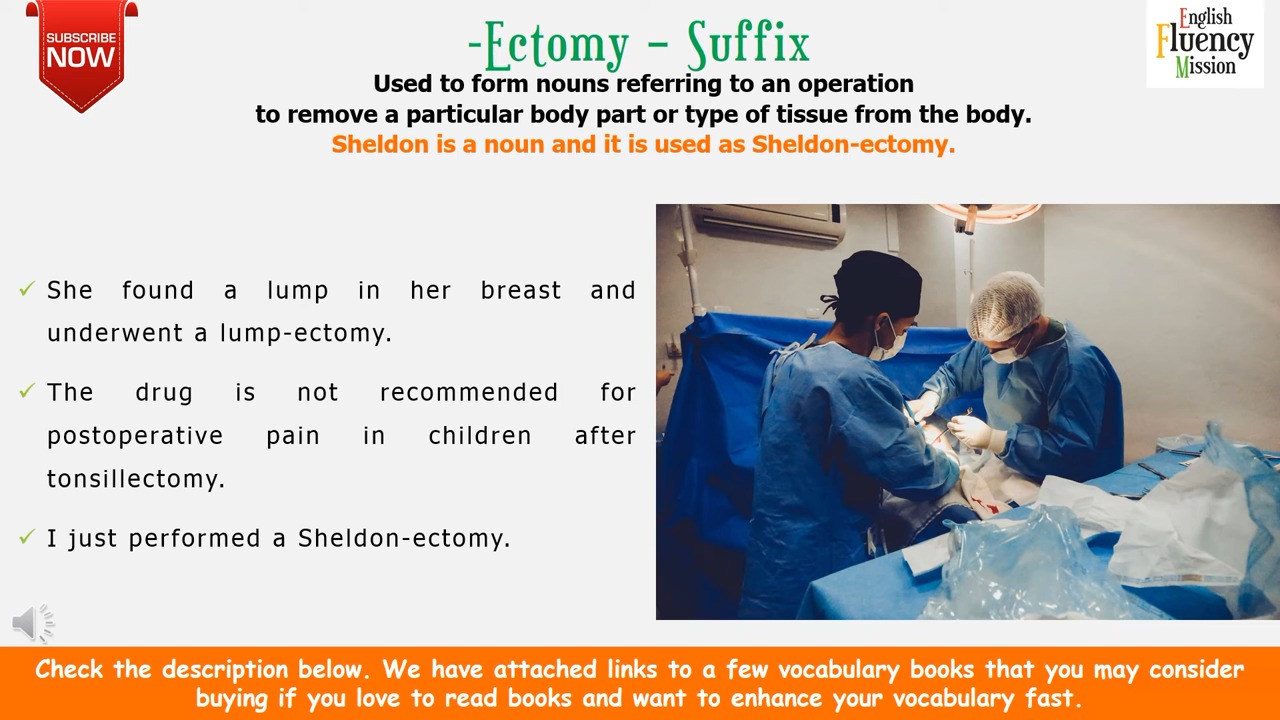 SUBSCRIBE
NOW
-Ectomy – Suffix
English
Fluency
Mission
Used to form nouns referring to an operation
to remove a particular body part or type of tissue from the body.
Sheldon is a noun and it is used as Sheldon-ectomy.
She found a lump in her breast and
underwent a lump-ectomy.
The drug is not recommended for
postoperative pain in children after
tonsillectomy.
I just performed a Sheldon-ectomy.
Check the description below. We have attached links to a few vocabulary books that you may consider
buying if you love to read books and want to enhance your vocabulary fast.